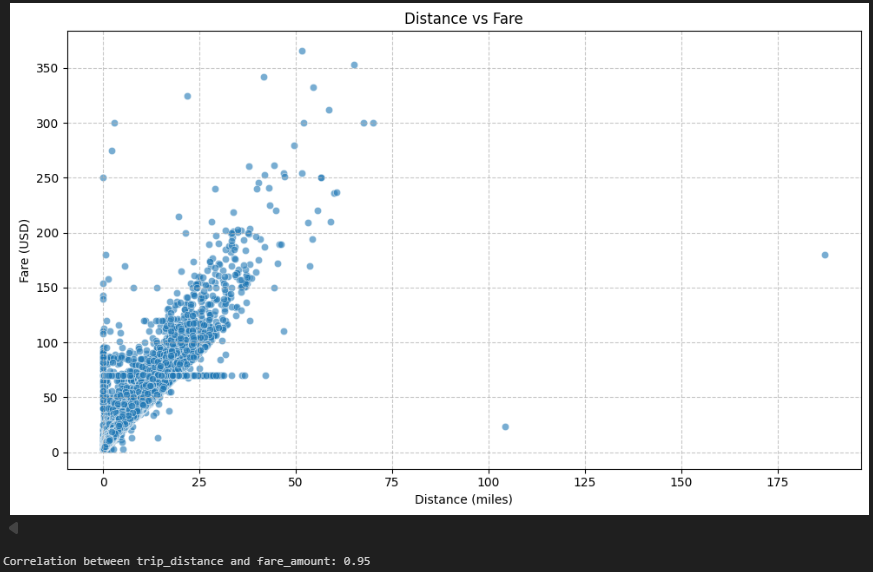 Distance vs Fare
350
300
250
200
150
100
50
0
Fare (USD)
0 25 50 75 100 125 150 175
Distance (miles)
Correlation between trip_distance and fare_amount: 0.95